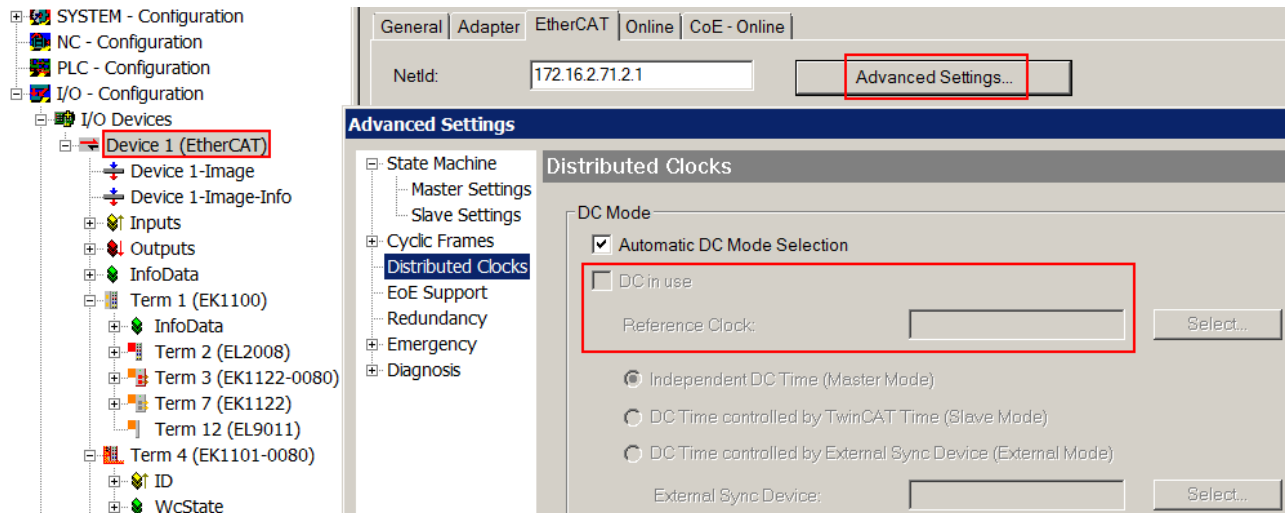 SYSTEM - Configuration
NC - Configuration
PLC - Configuration
I/O - Configuration
I/O Devices
Device 1 (EtherCAT)
Device 1-Image
Device 1-Image-Info
Inputs
Outputs
InfoData
Term 1 (EK1100)
InfoData
Term 2 (EL2008)
Term 3 (EK1122-0080)
Term 7 (EK1122)
Term 12 (EL9011)
Term 4 (EK1101-0080)
ID
WcState
General Adapter EtherCAT Online CoE - Online
NetId: 172.16.2.71.2.1 Advanced Settings...
Advanced Settings
State Machine
Master Settings
Slave Settings
Cyclic Frames
Distributed Clocks
EoE Support
Redundancy
Emergency
Diagnosis
Distributed Clocks
DC Mode
Automatic DC Mode Selection
DC in use
Reference Clock: Select...
Independent DC Time (Master Mode)
DC Time controlled by TwinCAT Time (Slave Mode)
DC Time controlled by External Sync Device (External Mode)
External Sync Device: Select...